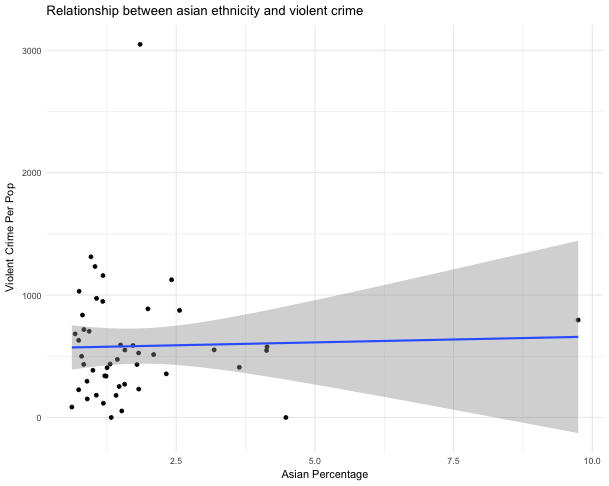 Relationship between asian ethnicity and violent crime
3000
2000
1000
0
Violent Crime Per Pop
2.5 5.0 7.5 10.0
Asian Percentage